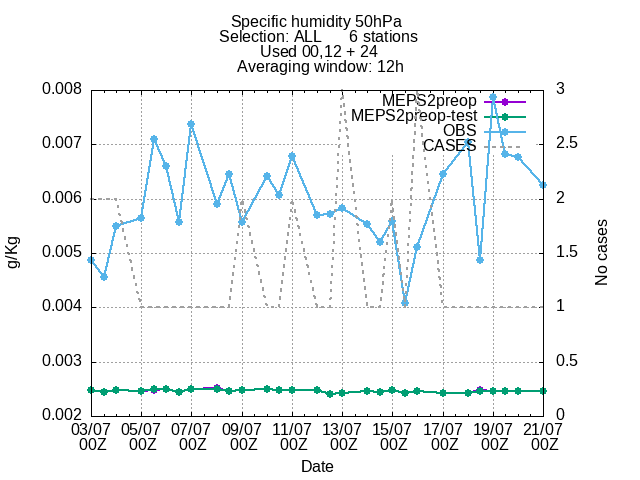 Specific humidity 50hPa
Selection: ALL 6 stations
Used 00,12 + 24
Averaging window: 12h
0.008
0.007
0.006
0.005
0.004
0.003
0.002
g/Kg
MEPS2preop
MEPS2preop-test
OBS
CASES
3
2.5
2
1.5
1
0.5
0
No cases
03/07 05/07 07/07 09/07 11/07 13/07 15/07 17/07 19/07 21/07
00Z 00Z 00Z 00Z 00Z 00Z 00Z 00Z 00Z 00Z
Date